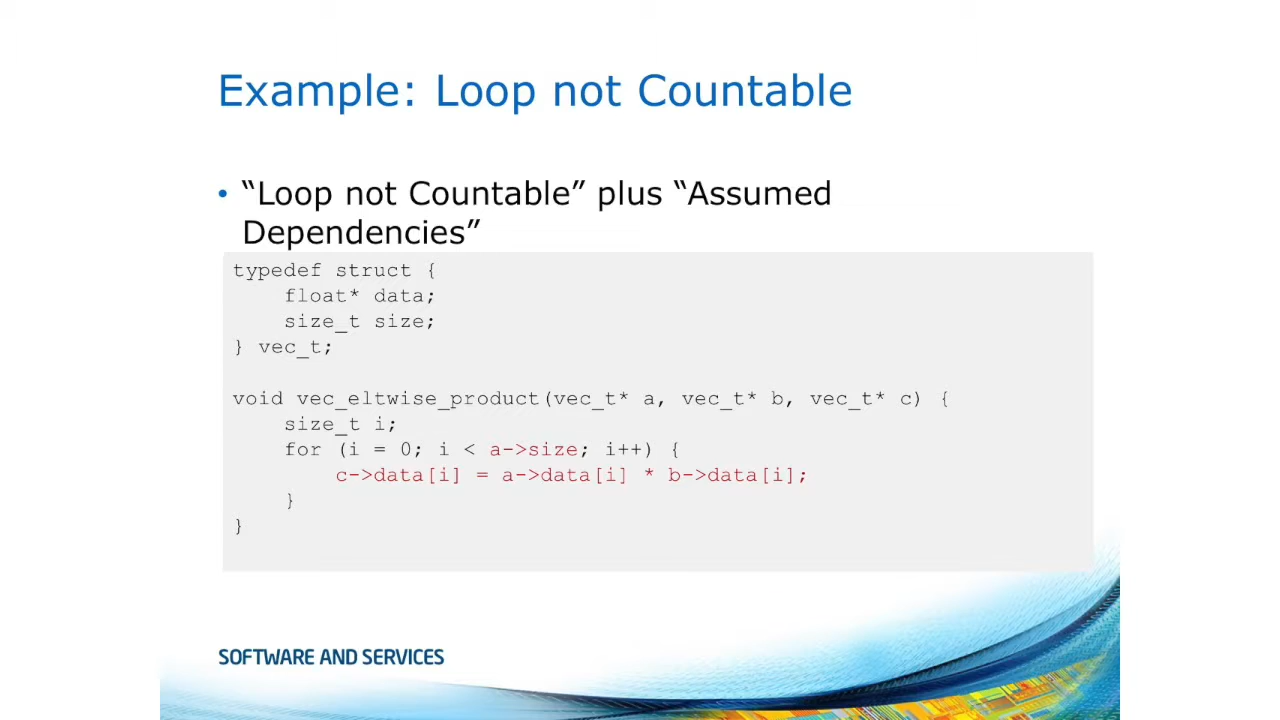 Example: Loop not Countable
• “Loop not Countable” plus “Assumed
Dependencies”
typedef struct {
    float* data;
    size_t size;
} vec_t;
void vec_eltwise_product(vec_t* a, vec_t* b, vec_t* c) {
    size_t i;
    for (i = 0; i < a->size; i++) {
        c->data[i] = a->data[i] * b->data[i];
    }
}
SOFTWARE AND SERVICES